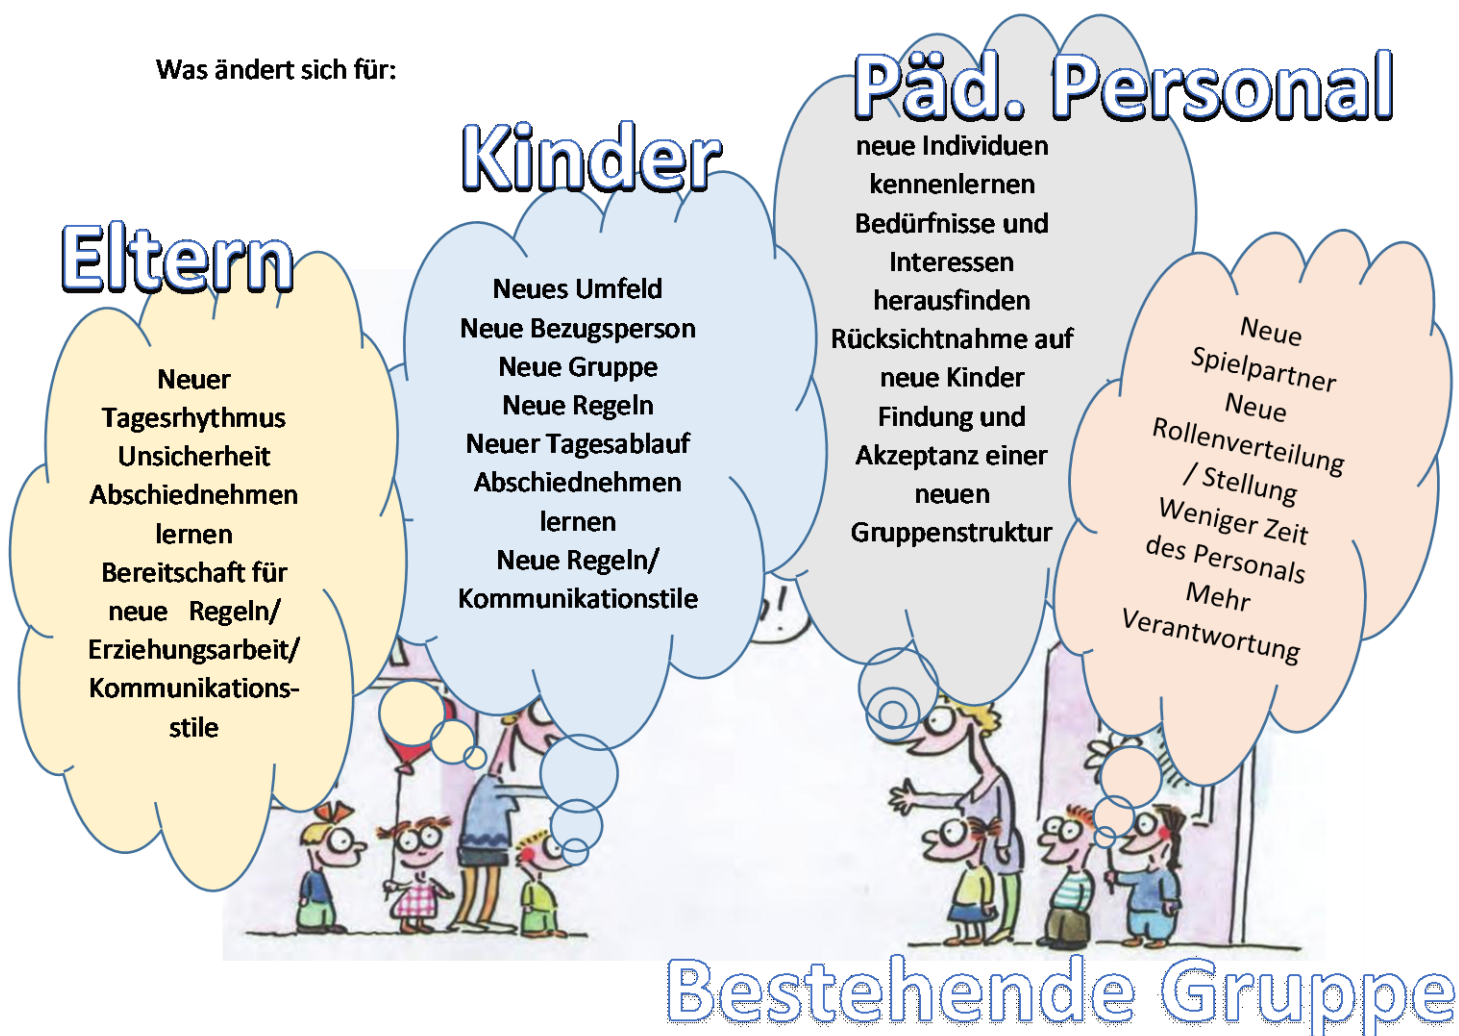 Was ändert sich für:
Eltern
Neuer
Tagesrhythmus
Unsicherheit
Abschiednehmen
lernen
Bereitschaft für
neue Regeln/
Erziehungsarbeit/
Kommunikations-
stile
Kinder
Neues Umfeld
Neue Bezugsperson
Neue Gruppe
Neue Regeln
Neuer Tagesablauf
Abschiednehmen
lernen
Neue Regeln/
Kommunikationstile
Päd. Personal
neue Individuen
kennenlernen
Bedürfnisse und
Interessen
herausfinden
Rücksichtnahme auf
neue Kinder
Findung und
Akzeptanz einer
neuen
Gruppenstruktur
Neue
Spielpartner
Neue
Rollenverteilung
/ Stellung
Weniger Zeit
des Personals
Mehr
Verantwortung
Bestehende Gruppe